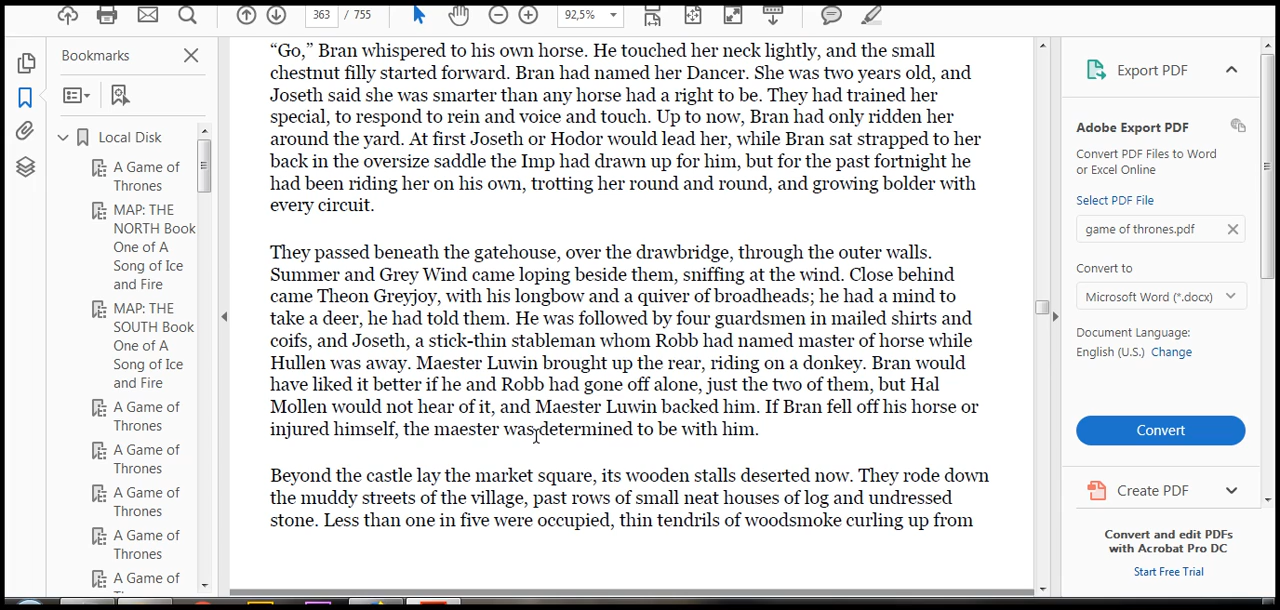 363 / 755
92,5%
Bookmarks
Local Disk
A Game of
Thrones
MAP: THE
NORTH Book
One of A
Song of Ice
and Fire
MAP: THE
SOUTH Book
One of A
Song of Ice
and Fire
A Game of
Thrones
A Game of
Thrones
A Game of
Thrones
A Game of
Thrones
A Game of
“Go,” Bran whispered to his own horse. He touched her neck lightly, and the small
chestnut filly started forward. Bran had named her Dancer. She was two years old, and
Joseth said she was smarter than any horse had a right to be. They had trained her
special, to respond to rein and voice and touch. Up to now, Bran had only ridden her
around the yard. At first Joseth or Hodor would lead her, while Bran sat strapped to her
back in the oversize saddle the Imp had drawn up for him, but for the past fortnight he
had been riding her on his own, trotting her round and round, and growing bolder with
every circuit.
They passed beneath the gatehouse, over the drawbridge, through the outer walls.
Summer and Grey Wind came loping beside them, sniffing at the wind. Close behind
came Theon Greyjoy, with his longbow and a quiver of broadheads; he had a mind to
take a deer, he had told them. He was followed by four guardsmen in mailed shirts and
coifs, and Joseth, a stick-thin stableman whom Robb had named master of horse while
Hullen was away. Maester Luwin brought up the rear, riding on a donkey. Bran would
have liked it better if he and Robb had gone off alone, just the two of them, but Hal
Mollen would not hear of it, and Maester Luwin backed him. If Bran fell off his horse or
injured himself, the maester was determined to be with him.
Beyond the castle lay the market square, its wooden stalls deserted now. They rode down
the muddy streets of the village, past rows of small neat houses of log and undressed
stone. Less than one in five were occupied, thin tendrils of woodsmoke curling up from
Export PDF
Adobe Export PDF
Convert PDF Files to Word
or Excel Online
Select PDF File
game of thrones.pdf
Convert to
Microsoft Word (*.docx)
Document Language:
English (U.S.) Change
Convert
Create PDF
Convert and edit PDFs
with Acrobat Pro DC
Start Free Trial